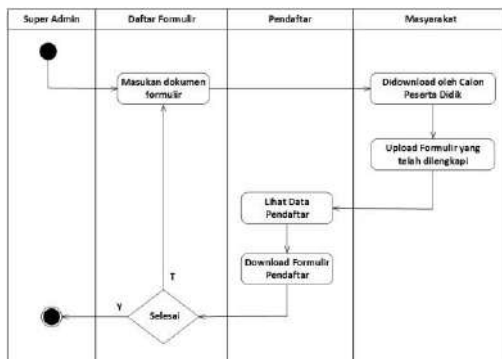 Super Admin
Daftar Formulir
Pendaftar
Masyarakat
Masukan dokumen
formulir
Didownload oleh Calon
Peserta Didik
Upload Formulir yang
telah dilengkapi
Lihat Data
Pendaftar
Download Formulir
Pendaftar
T
Y
Selesai